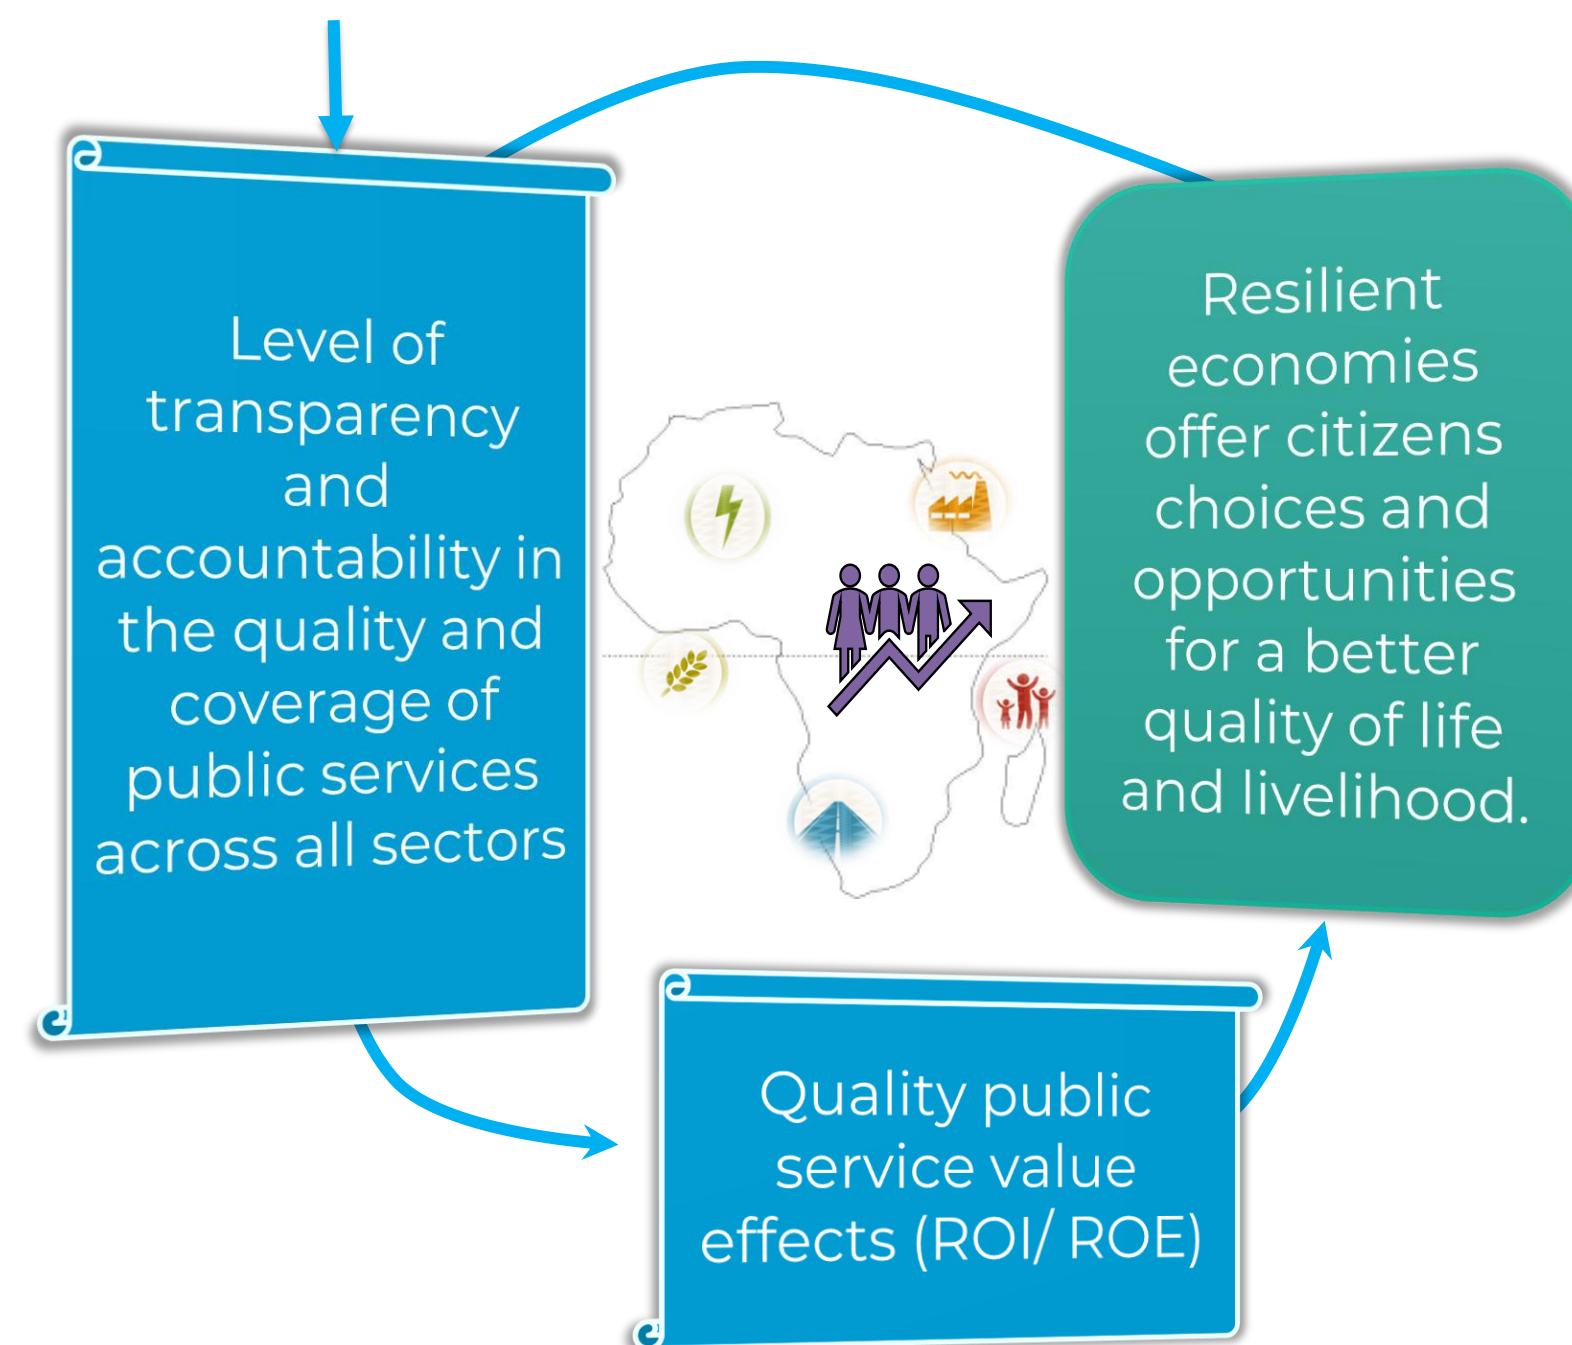 Level of
transparency
and
accountability in
the quality and
coverage of
public services
across all sectors
Resilient
economies
offer citizens
choices and
opportunities
for a better
quality of life
and livelihood.
Quality public
service value
effects (ROI/ ROE)